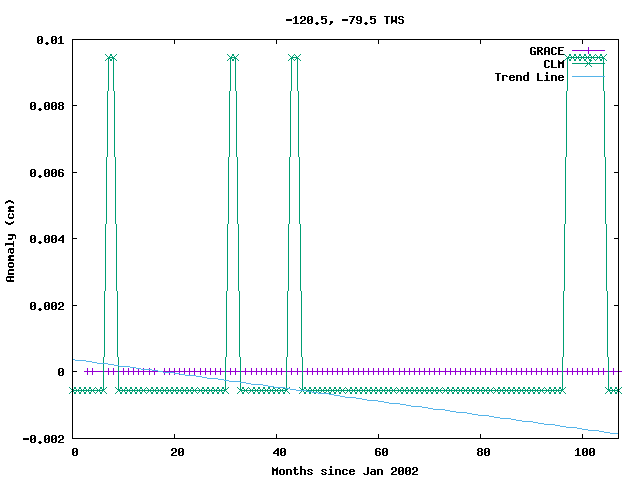 -120.5, -79.5 TWS
GRACE
CLM
Trend Line
0.01
0.008
0.006
0.004
0.002
0
-0.002
Anomaly (cm)
0 20 40 60 80 100
Months since Jan 2002